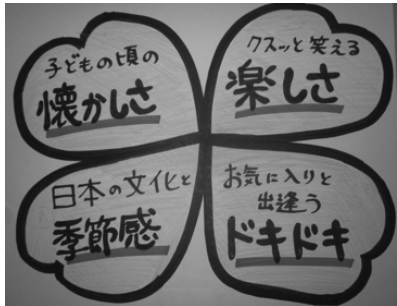 子どもの頃の
懐かしさ
クスッと笑える
楽しさ
日本の文化と
季節感
お気に入りと
出逢う
ドキドキ